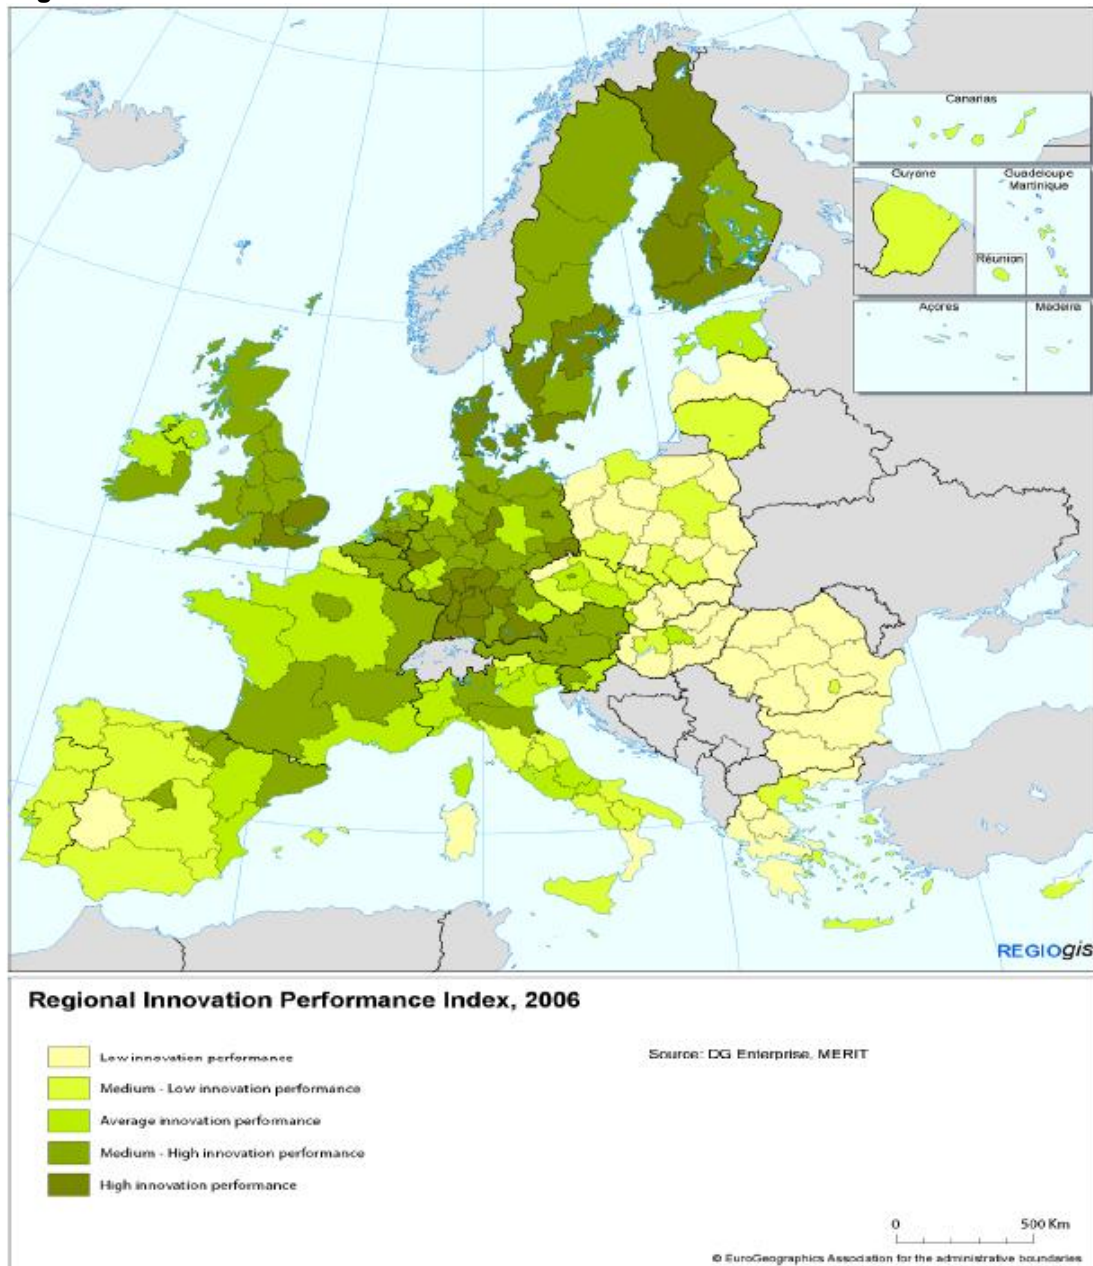 Canarias
Guyane
Guadeloupe
Martinique
Réunion
Açores
Madeira
REGIOgis
Regional Innovation Performance Index, 2006
Low innovation performance
Source: DG Enterprise, MERIT
Medium - Low innovation performance
Average innovation performance
Medium - High innovation performance
High innovation performance
0 500 Km
© EuroGeographics Association for the administrative boundaries